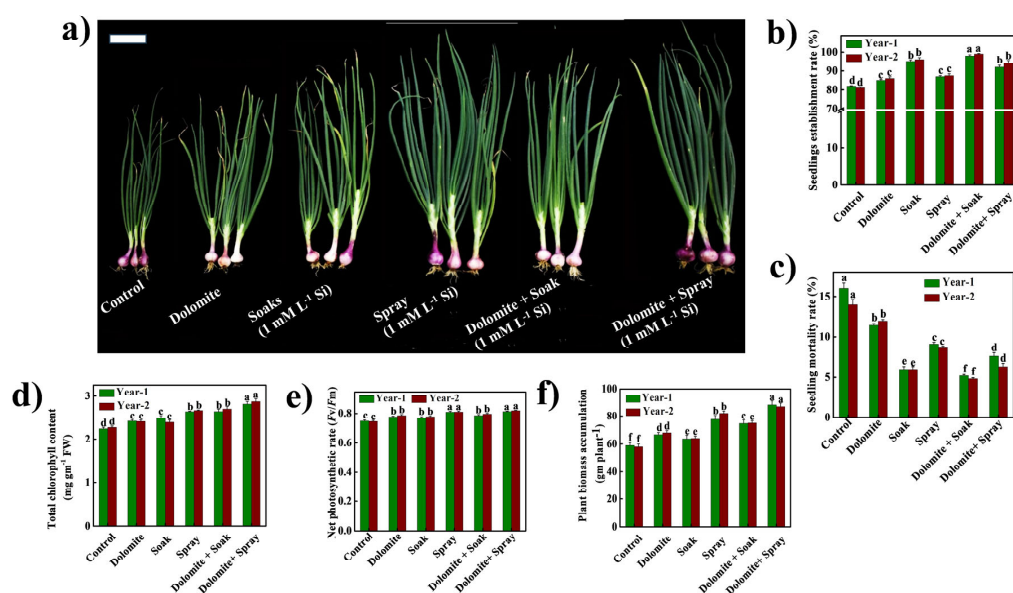 a)
Control
Dolomite
Soaks
(1 mM L-1 Si)
Spray
(1 mM L-1 Si)
Dolomite + Soak
(1 mM L-1 Si)
Dolomite + Spray
(1 mM L-1 Si)
b)
Seedlings establishment rate (%)
100
90
80
70
10
0
Year-1
Year-2
d d c c b b c c a a b b
Control
Dolomite
Soak
Spray
Dolomite + Soak
Dolomite+ Spray
c)
Seedling mortality rate (%)
15
10
5
0
Year-1
Year-2
a a b b e e c c f f d d
Control
Dolomite
Soak
Spray
Dolomite + Soak
Dolomite+ Spray
d)
Total chlorophyll content
(mg gm-1 FW)
3
2
1
0
Year-1
Year-2
d d c c c c b b b b a a
Control
Dolomite
Soak
Spray
Dolomite + Soak
Dolomite+ Spray
e)
Net photosynthetic rate (Fv/Fm)
0.8
0.6
0.4
0.2
0.0
Year-1
Year-2
c c b b b b a a b b a a
Control
Dolomite
Soak
Spray
Dolomite + Soak
Dolomite+ Spray
f)
Plant biomass accumulation
(gm plant-1)
100
80
60
40
20
0
Year-1
Year-2
f f d d e e b b c c a a
Control
Dolomite
Soak
Spray
Dolomite + Soak
Dolomite+ Spray